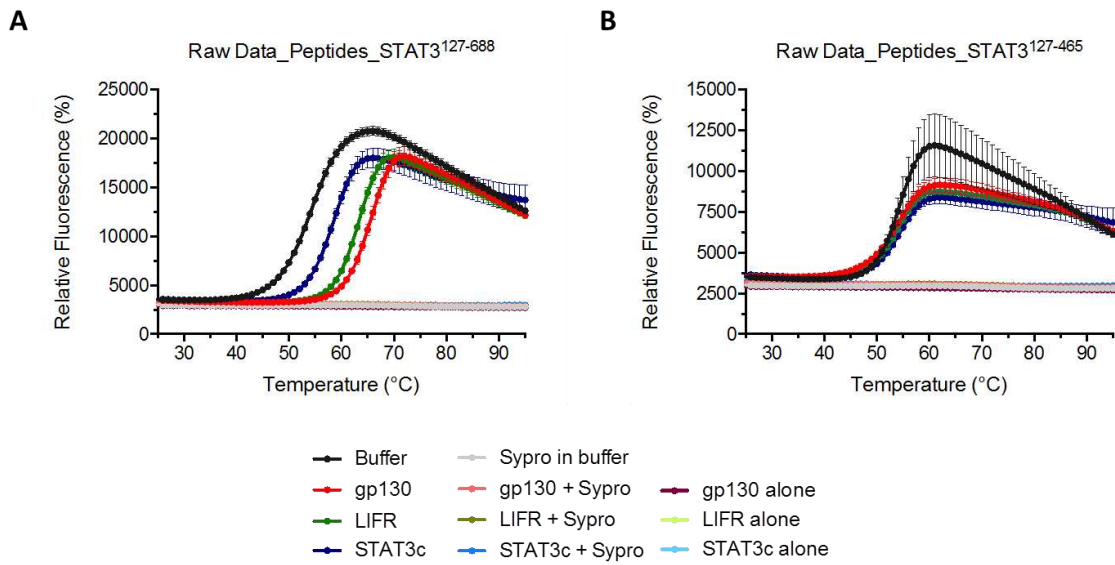 A
Raw Data_Peptides_STAT3127-688
Relative Fluorescence (%)
25000
20000
15000
10000
5000
0
30 40 50 60 70 80 90
Temperature (°C)
B
Raw Data_Peptides_STAT3127-465
Relative Fluorescence (%)
15000
12500
10000
7500
5000
2500
0
30 40 50 60 70 80 90
Temperature (°C)
Buffer
gp130
LIFR
STAT3c
Sypro in buffer
gp130 + Sypro
LIFR + Sypro
STAT3c + Sypro
gp130 alone
LIFR alone
STAT3c alone